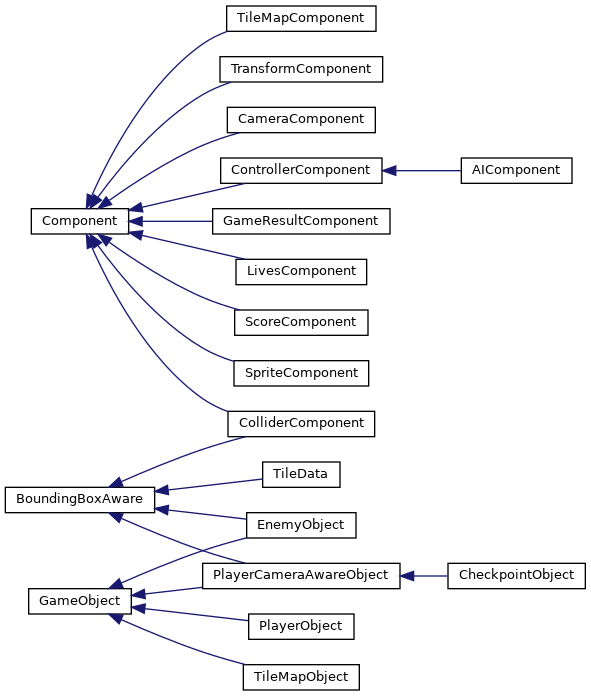 TileMapComponent
TransformComponent
CameraComponent
ControllerComponent
AIComponent
Component
GameResultComponent
LivesComponent
ScoreComponent
SpriteComponent
ColliderComponent
TileData
BoundingBoxAware
EnemyObject
PlayerCameraAwareObject
CheckpointObject
GameObject
PlayerObject
TileMapObject